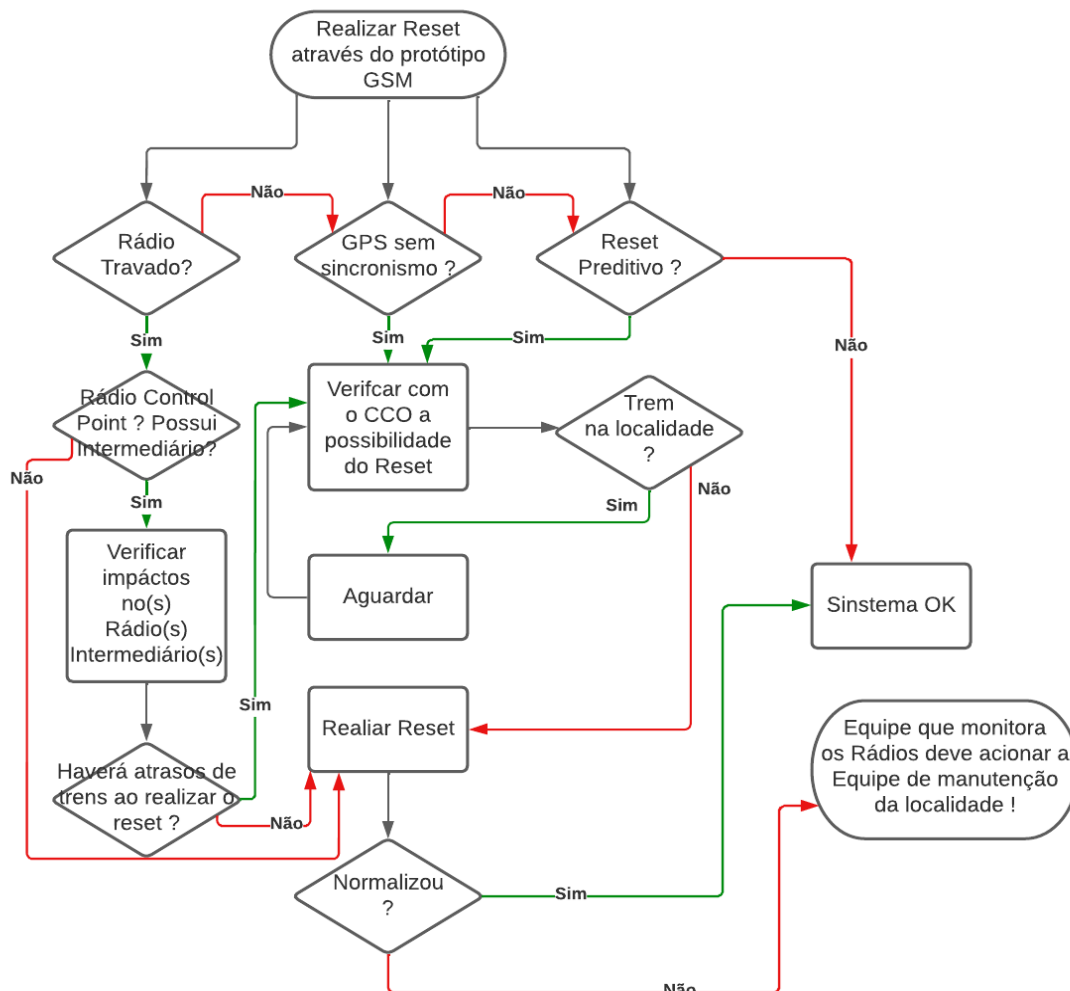 Realizar Reset
através do protótipo
GSM
Não
Não
Rádio
Travado?
GPS sem
sincronismo ?
Reset
Preditivo ?
Sim
Sim
Sim
Não
Rádio Control
Point ? Possui
Intermediário?
Verifcar com
o CCO a
possibilidade
do Reset
Trem
na localidade
?
Não
Sim
Sim
Não
Verificar
impáctos
no(s)
Rádio(s)
Intermediário(s)
Aguardar
Sinstema OK
Sim
Realiar Reset
Equipe que monitora
os Rádios deve acionar a
Equipe de manutenção
da localidade !
Haverá atrasos de
trens ao realizar o
reset ?
Não
Normalizou
?
Sim
Não